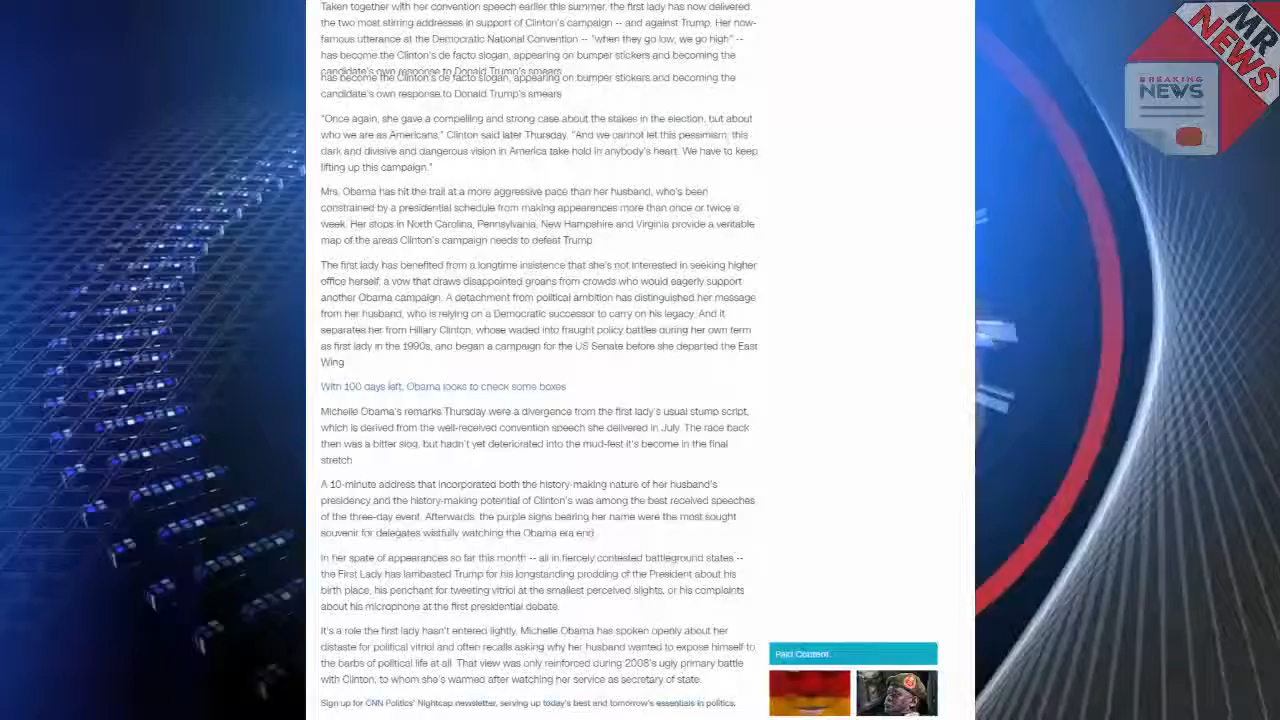 Taken together with her convention speech earlier this summer, the first lady has now delivered
the two most stirring addresses in support of Clinton's campaign -- and against Trump. Her now-
famous utterance at the Democratic National Convention -- "when they go low, we go high" --
has become the Clinton's de facto slogan, appearing on bumper stickers and becoming the
candidate's own response to Donald Trump's smears
has become the Clinton's de facto slogan, appearing on bumper stickers and becoming the
candidate's own response to Donald Trump's smears
"Once again, she gave a compelling and strong case about the stakes in the election, but about
who we are as Americans," Clinton said later Thursday. "And we cannot let this pessimism, this
dark and divisive and dangerous vision in America take hold in anybody's heart. We have to keep
lifting up this campaign."
Mrs. Obama has hit the trail at a more aggressive pace than her husband, who's been
constrained by a presidential schedule from making appearances more than once or twice a
week. Her stops in North Carolina, Pennsylvania, New Hampshire and Virginia provide a veritable
map of the areas Clinton's campaign needs to defeat Trump
The first lady has benefited from a longtime insistence that she's not interested in seeking higher
office herself, a vow that draws disappointed groans from crowds who would eagerly support
another Obama campaign. A detachment from political ambition has distinguished her message
from her husband, who is relying on a Democratic successor to carry on his legacy. And it
separates her from Hillary Clinton, whose waded into fraught policy battles during her own term
as first lady in the 1990s, and began a campaign for the US Senate before she departed the East
Wing
With 100 days left, Obama looks to check some boxes
Michelle Obama's remarks Thursday were a divergence from the first lady's usual stump script,
which is derived from the well-received convention speech she delivered in July. The race back
then was a bitter slog, but hadn't yet deteriorated into the mud-fest it's become in the final
stretch
A 10-minute address that incorporated both the history-making nature of her husband's
presidency and the history-making potential of Clinton's was among the best received speeches
of the three-day event. Afterwards, the purple signs bearing her name were the most sought
souvenir for delegates wistfully watching the Obama era end
In her spate of appearances so far this month -- all in fiercely contested battleground states --
the First Lady has lambasted Trump for his longstanding prodding of the President about his
birth place, his penchant for tweeting vitriol at the smallest perceived slights, or his complaints
about his microphone at the first presidential debate.
It's a role the first lady hasn't entered lightly. Michelle Obama has spoken openly about her
distaste for political vitriol and often recalls asking why her husband wanted to expose himself to
the barbs of political life at all. That view was only reinforced during 2008's ugly primary battle
with Clinton, to whom she's warmed after watching her service as secretary of state.
Sign up for CNN Politics' Nightcap newsletter, serving up today's best and tomorrow's essentials in politics.
Paid Content
MR
NEWS
BREAKING
NEWS